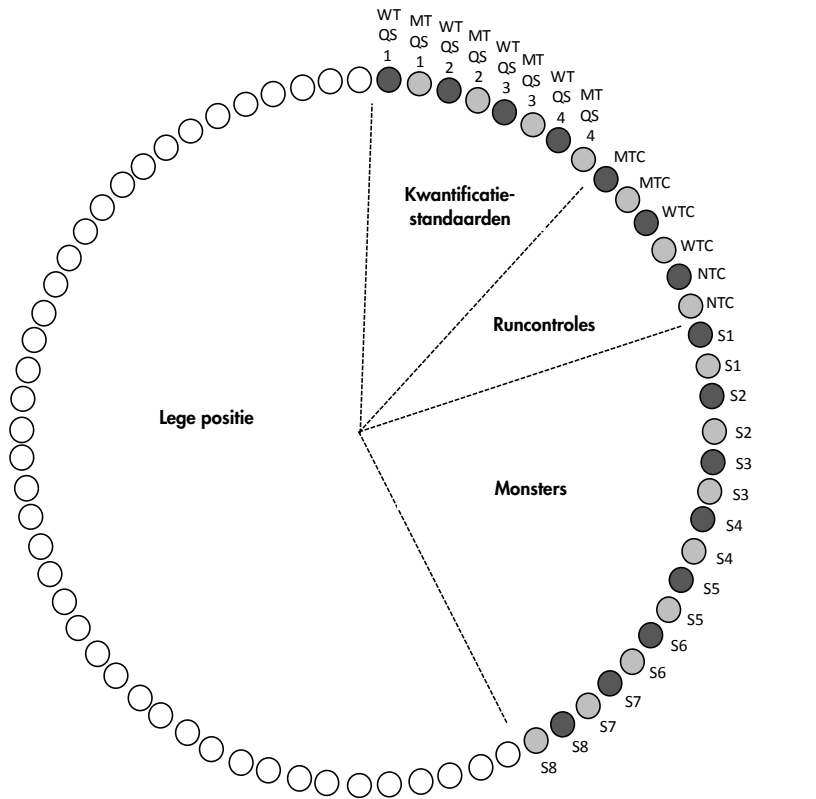 WT
QS
1
MT
QS
1
WT
QS
2
MT
QS
2
WT
QS
3
MT
QS
3
WT
QS
4
MT
QS
4
MTC
MTC
WTC
WTC
NTC
NTC
S1
S1
S2
S2
S3
S3
S4
S4
S5
S5
S6
S6
S7
S7
S8
S8
Kwantificatie-
standaarden
Runcontroles
Monsters
Lege positie